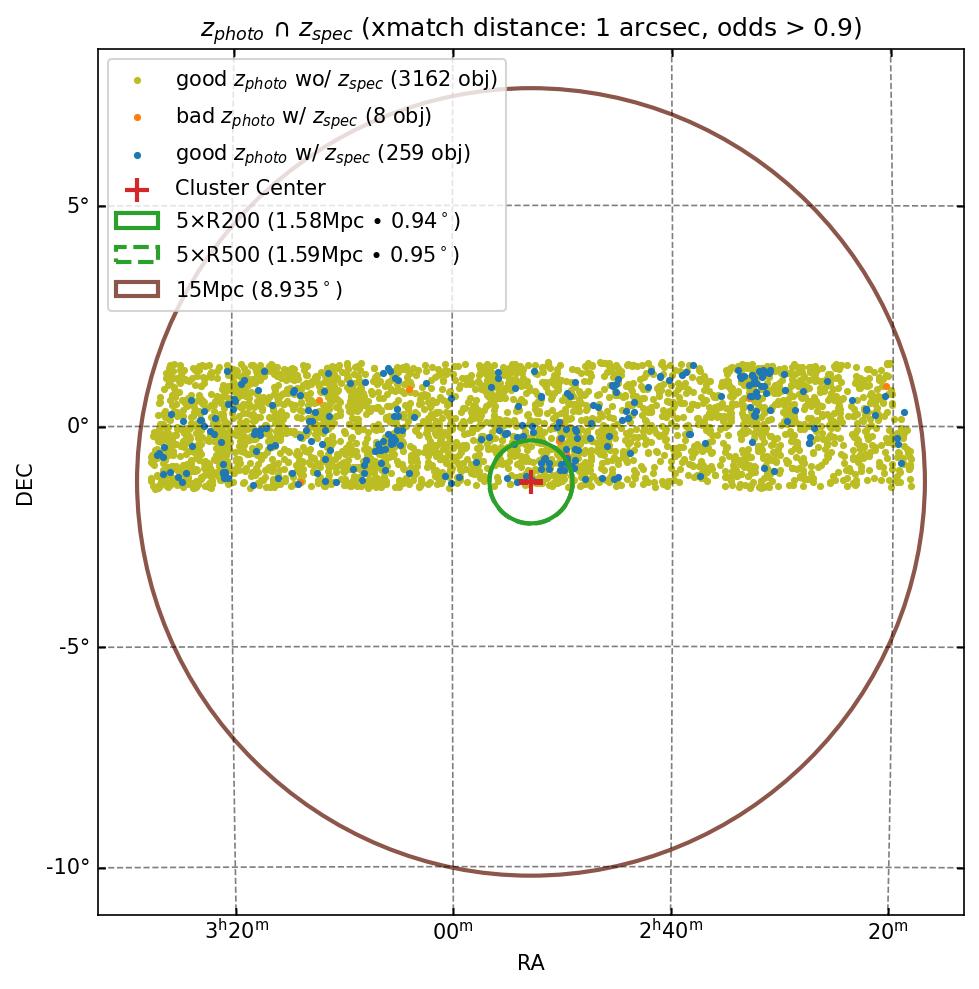 z_photo ∩ z_spec (xmatch distance: 1 arcsec, odds > 0.9)
good z_photo wo/ z_spec (3162 obj)
bad z_photo w/ z_spec (8 obj)
good z_photo w/ z_spec (259 obj)
Cluster Center
5×R200 (1.58Mpc • 0.94°)
5×R500 (1.59Mpc • 0.95°)
15Mpc (8.935°)
5°
0°
-5°
-10°
DEC
3h20m 00m 2h40m 20m
RA